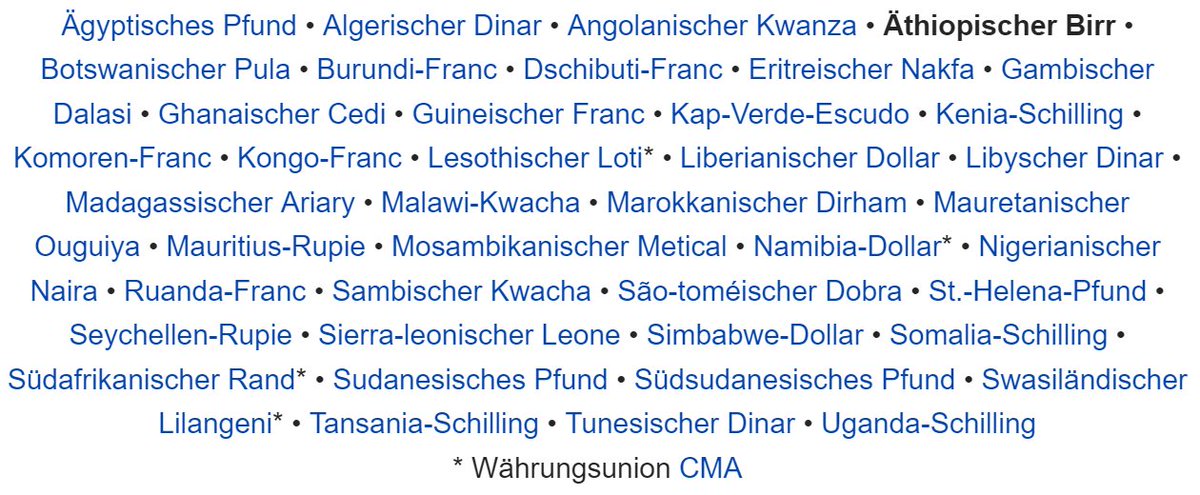 Ägyptisches Pfund • Algerischer Dinar • Angolanischer Kwanza • Äthiopischer Birr •
Botswanischer Pula • Burundi-Franc • Dschibuti-Franc • Eritreischer Nakfa • Gambischer
Dalasi • Ghanaischer Cedi • Guineischer Franc • Kap-Verde-Escudo • Kenia-Schilling •
Komoren-Franc • Kongo-Franc • Lesothischer Loti* • Liberianischer Dollar • Libyscher Dinar •
Madagassischer Ariary • Malawi-Kwacha • Marokkanischer Dirham • Mauretanischer
Ouguiya • Mauritius-Rupie • Mosambikanischer Metical • Namibia-Dollar* • Nigerianischer
Naira • Ruanda-Franc • Sambischer Kwacha • São-toméischer Dobra • St.-Helena-Pfund •
Seychellen-Rupie • Sierra-leonischer Leone • Simbabwe-Dollar • Somalia-Schilling •
Südafrikanischer Rand* • Sudanesisches Pfund • Südsudanesisches Pfund • Swasiländischer
Lilangeni* • Tansania-Schilling • Tunesischer Dinar • Uganda-Schilling
* Währungsunion CMA